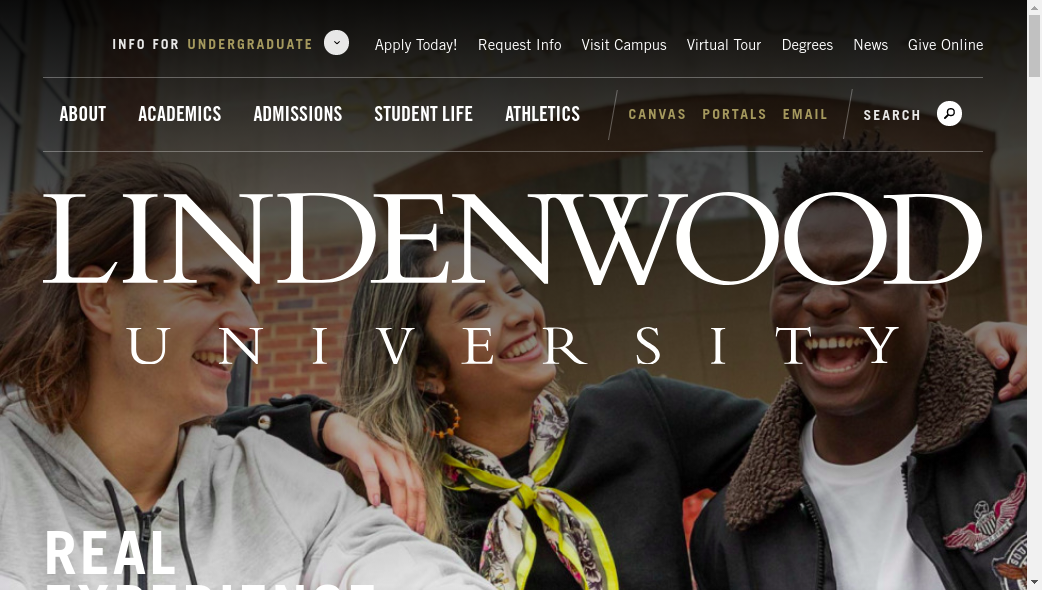 INFO FOR UNDERGRADUATE Apply Today! Request Info Visit Campus Virtual Tour Degrees News Give Online
ABOUT ACADEMICS ADMISSIONS STUDENT LIFE ATHLETICS CANVAS PORTALS EMAIL SEARCH
LINDENWOOD
UNIVERSITY
REAL
EXPERIENCE